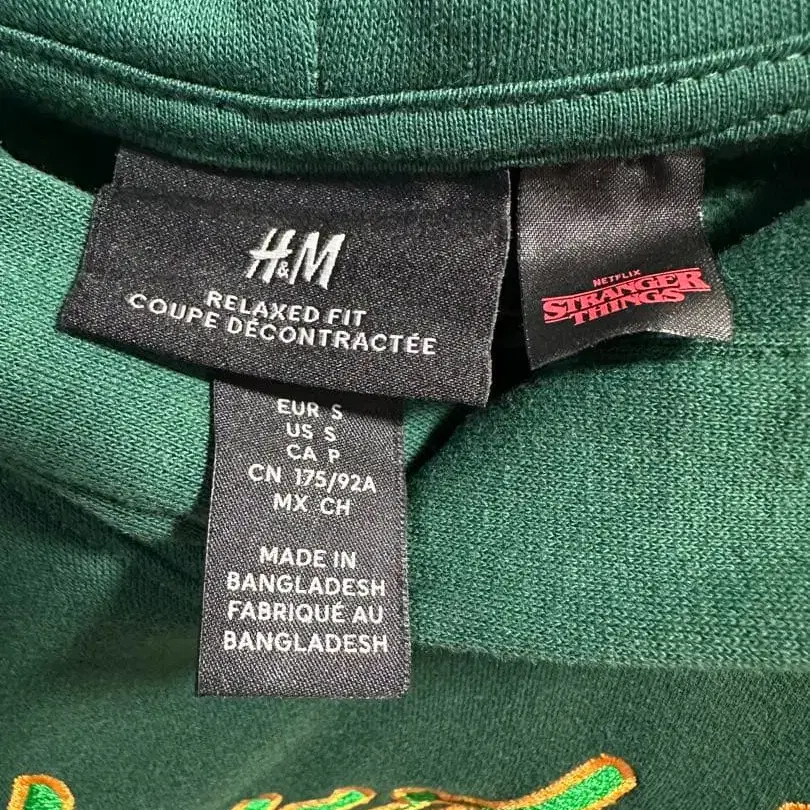 H&M
RELAXED FIT
COUPE DÉCONTRACTÉE
NETFLIX
STRANGER
THINGS
EUR S
US S
CA P
CN 175/92A
MX CH
MADE IN
BANGLADESH
FABRIQUÉ AU
BANGLADESH